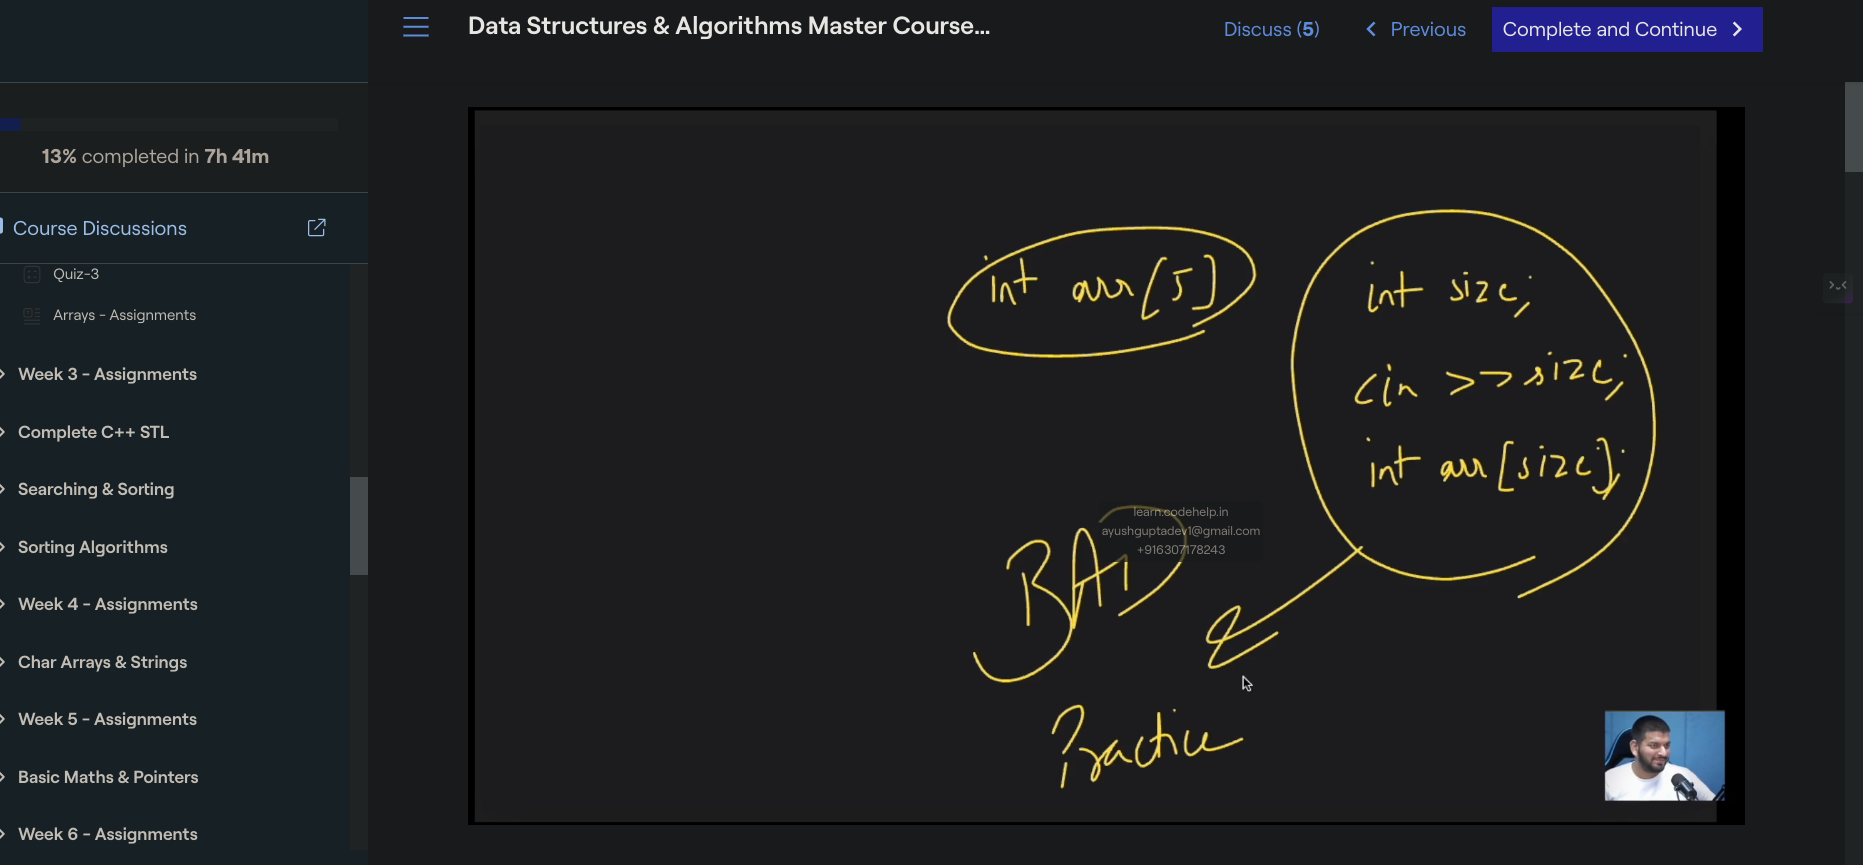 Data Structures & Algorithms Master Course...
Discuss (5)
Previous
Complete and Continue
13% completed in 7h 41m
Course Discussions
Quiz-3
Arrays - Assignments
Week 3 - Assignments
Complete C++ STL
Searching & Sorting
Sorting Algorithms
Week 4 - Assignments
Char Arrays & Strings
Week 5 - Assignments
Basic Maths & Pointers
Week 6 - Assignments
int arr[5]
int size;
cin >> size;
int arr[size];
learn.codehelp.in
ayushguptadev1@gmail.com
+916307178243
BAD
Practice